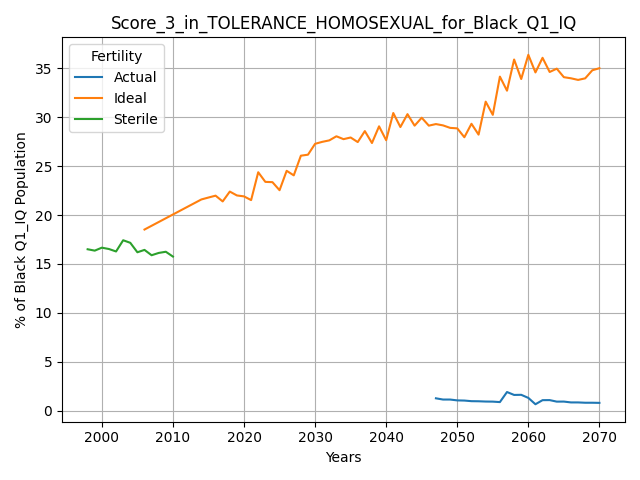 Score_3_in_TOLERANCE_HOMOSEXUAL_for_Black_Q1_IQ
Fertility
Actual
Ideal
Sterile
% of Black Q1_IQ Population
35
30
25
20
15
10
5
0
2000 2010 2020 2030 2040 2050 2060 2070
Years